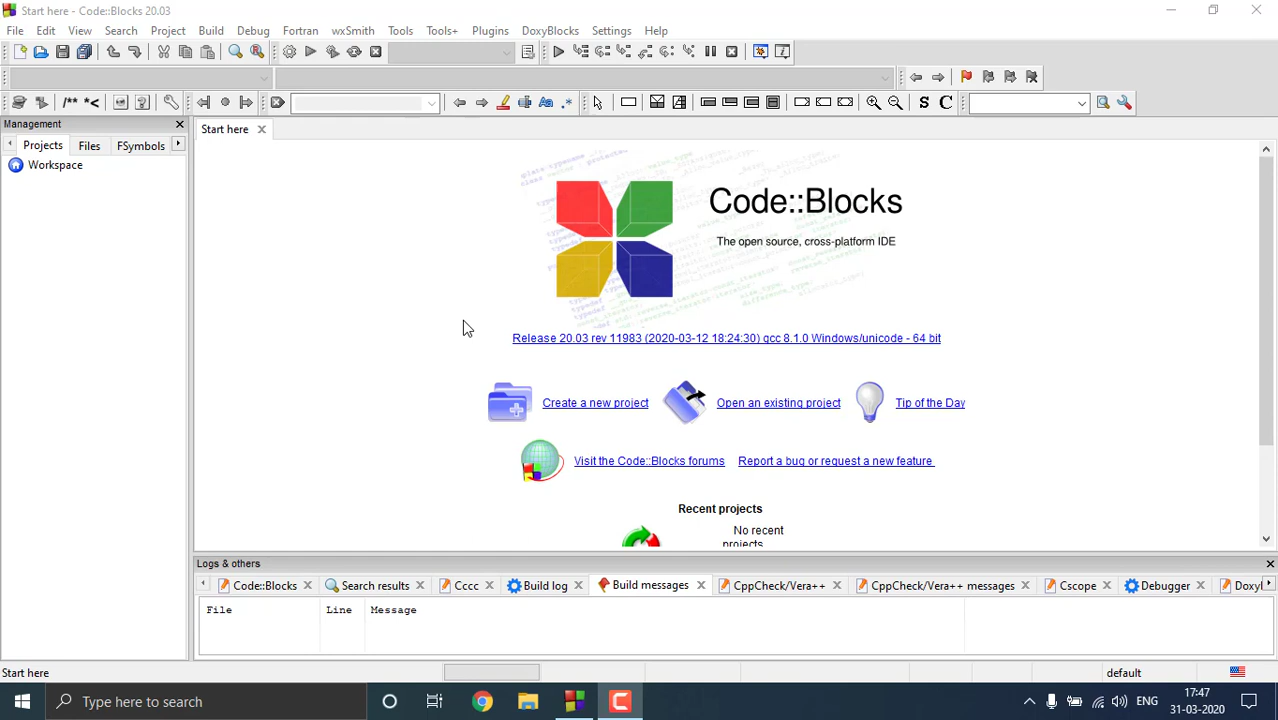 Start here - Code::Blocks 20.03
File Edit View Search Project Build Debug Fortran wxSmith Tools Tools+ Plugins DoxyBlocks Settings Help
/** *< Aa .* S C
Management
Start here
Projects Files FSymbols
Workspace
Code::Blocks
The open source, cross-platform IDE
Release 20.03 rev 11983 (2020-03-12 18:24:30) gcc 8.1.0 Windows/unicode - 64 bit
Create a new project Open an existing project Tip of the Day
Visit the Code::Blocks forums Report a bug or request a new feature
Recent projects
No recent
projects
Logs & others
Code::Blocks Search results Cccc Build log Build messages CppCheck/Vera++ CppCheck/Vera++ messages Cscope Debugger DoxyI
File Line Message
Start here default
Type here to search ENG 17:47
31-03-2020